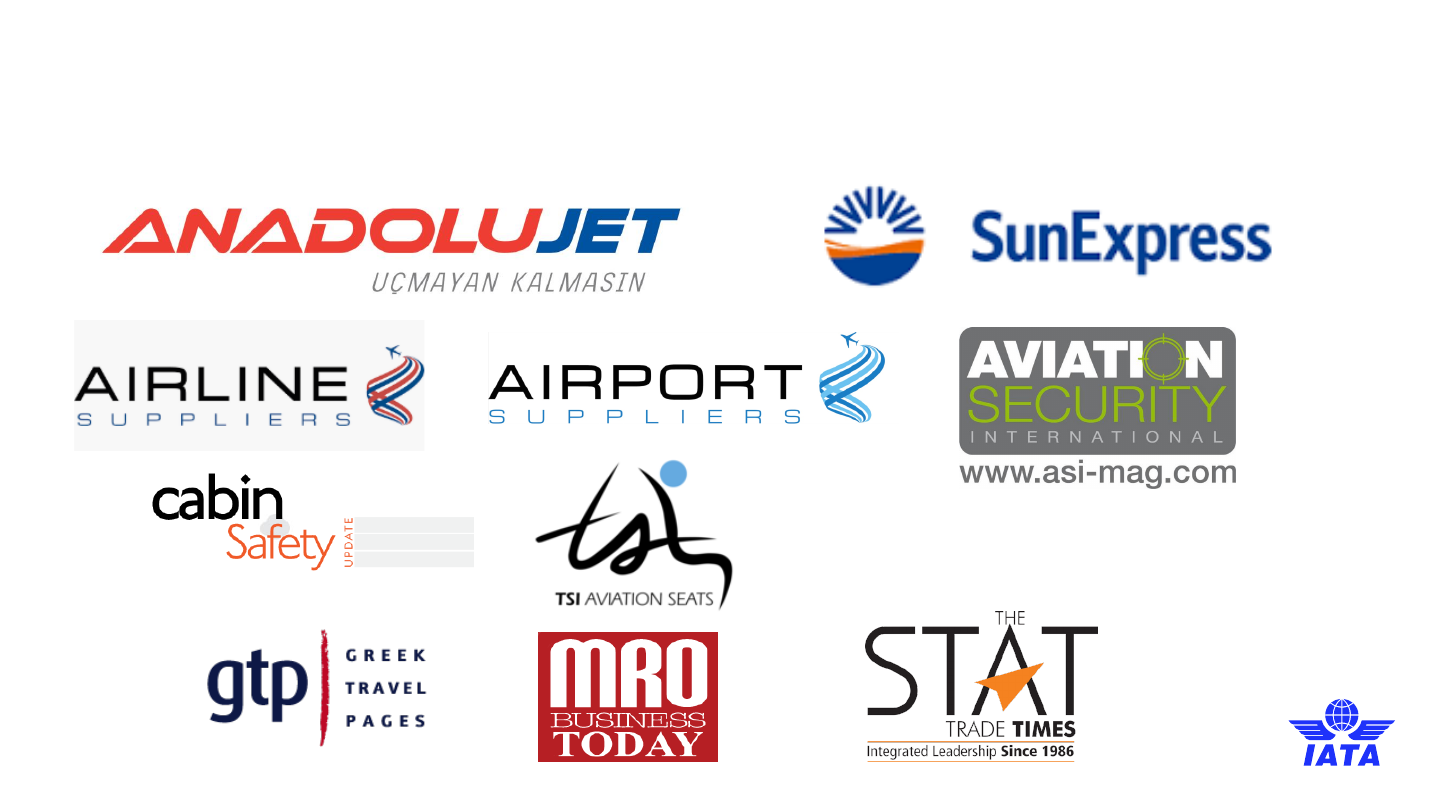 ANADOLUJET
UÇMAYAN KALMASIN
SunExpress
AIRLINE
SUPPLIERS
AIRPORT
SUPPLIERS
AVIATION
SECURITY
INTERNATIONAL
www.asi-mag.com
cabin
Safety
UPDATE
tsi
TSI AVIATION SEATS
gtp
GREEK
TRAVEL
PAGES
MRO
BUSINESS
TODAY
THE
STAT
TRADE TIMES
Integrated Leadership Since 1986
IATA